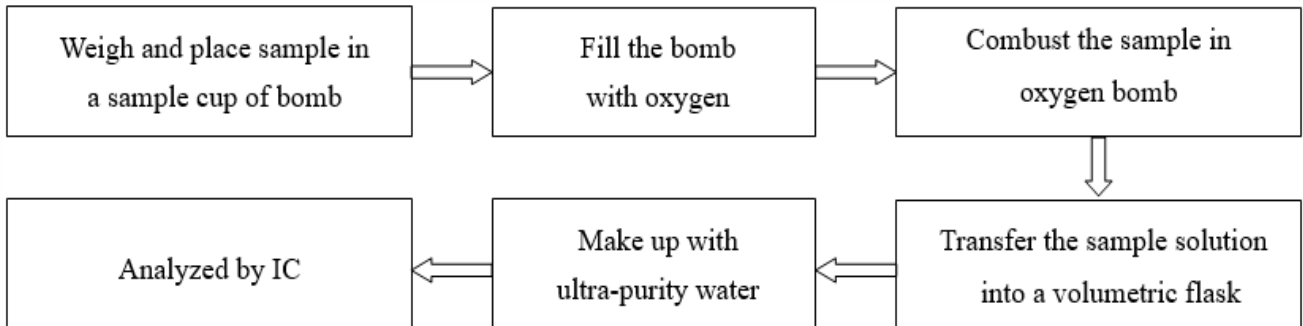 Weigh and place sample in
a sample cup of bomb
Fill the bomb
with oxygen
Combust the sample in
oxygen bomb
Transfer the sample solution
into a volumetric flask
Make up with
ultra-purity water
Analyzed by IC